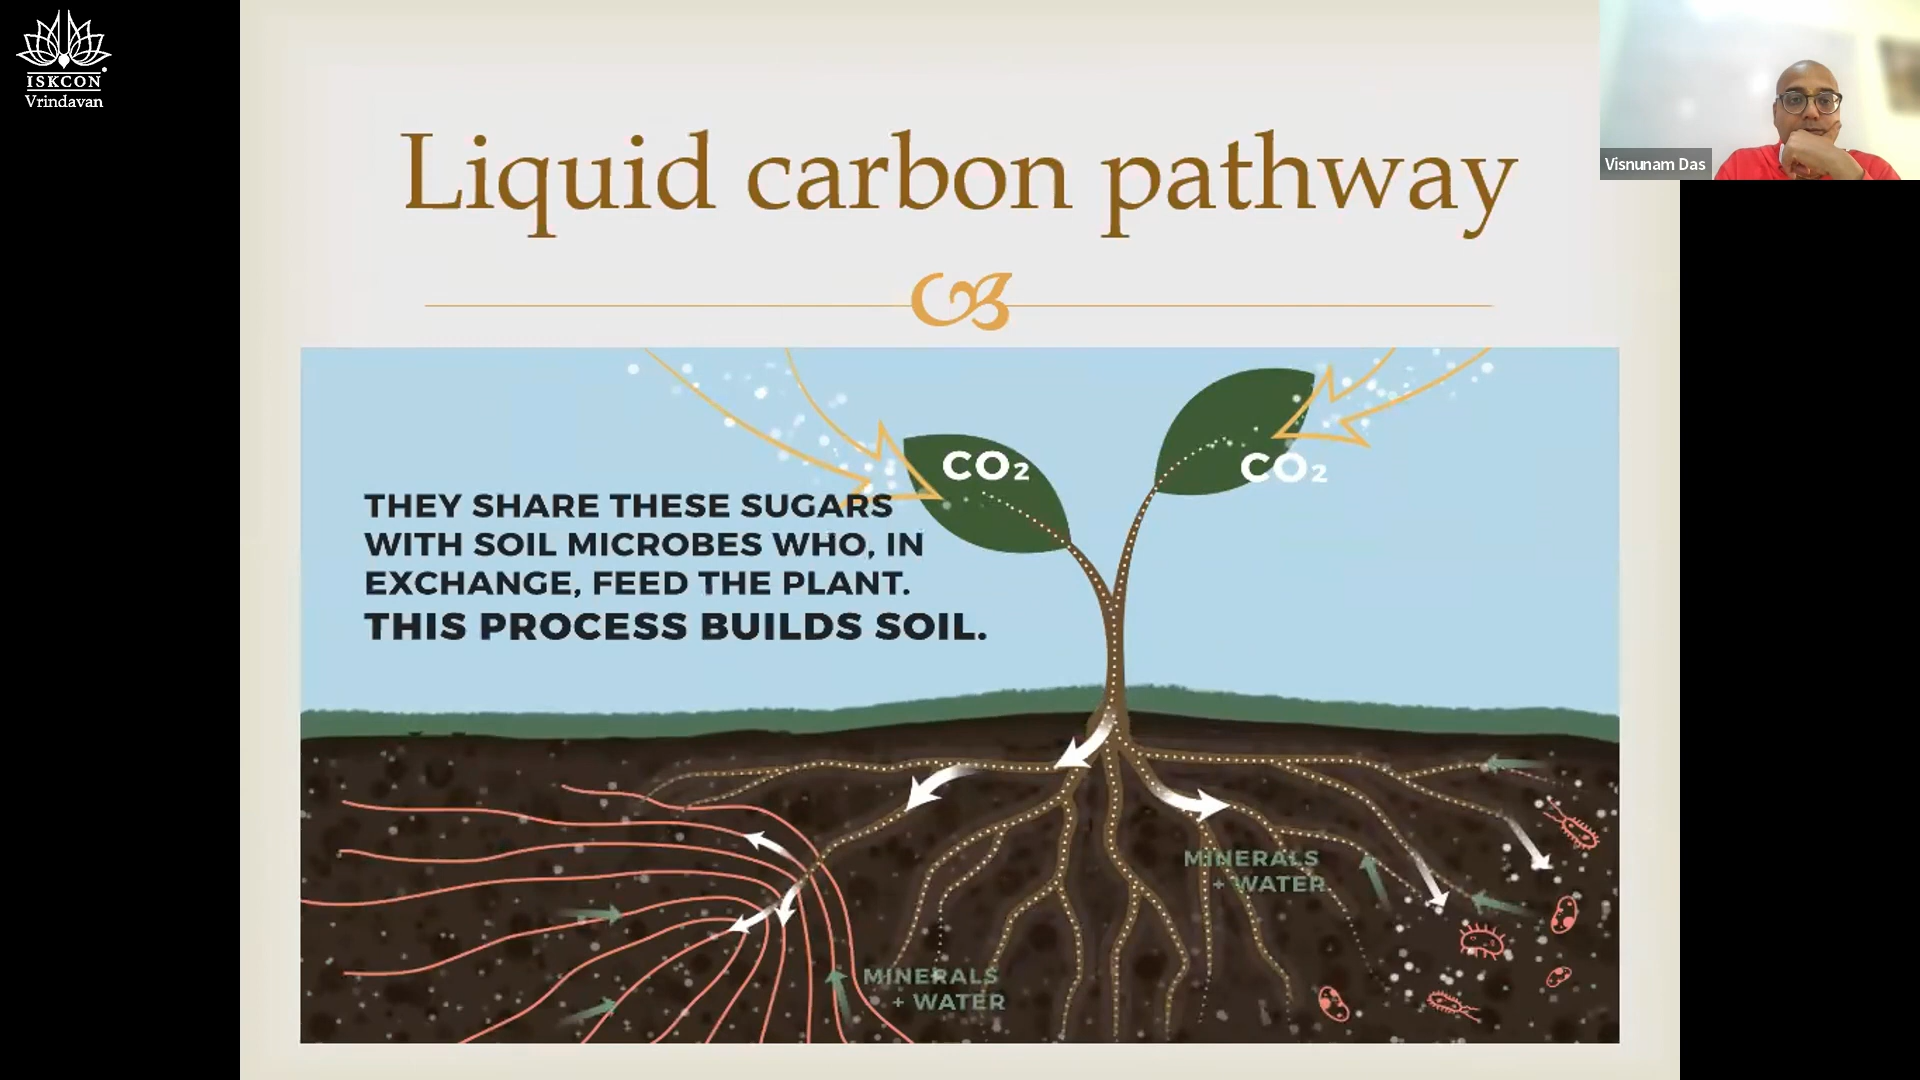 ISKCON
Vrindavan
Visnunam Das
Liquid carbon pathway
CO₂
CO₂
THEY SHARE THESE SUGARS
WITH SOIL MICROBES WHO, IN
EXCHANGE, FEED THE PLANT.
THIS PROCESS BUILDS SOIL.
MINERALS
+ WATER
MINERALS
+ WATER